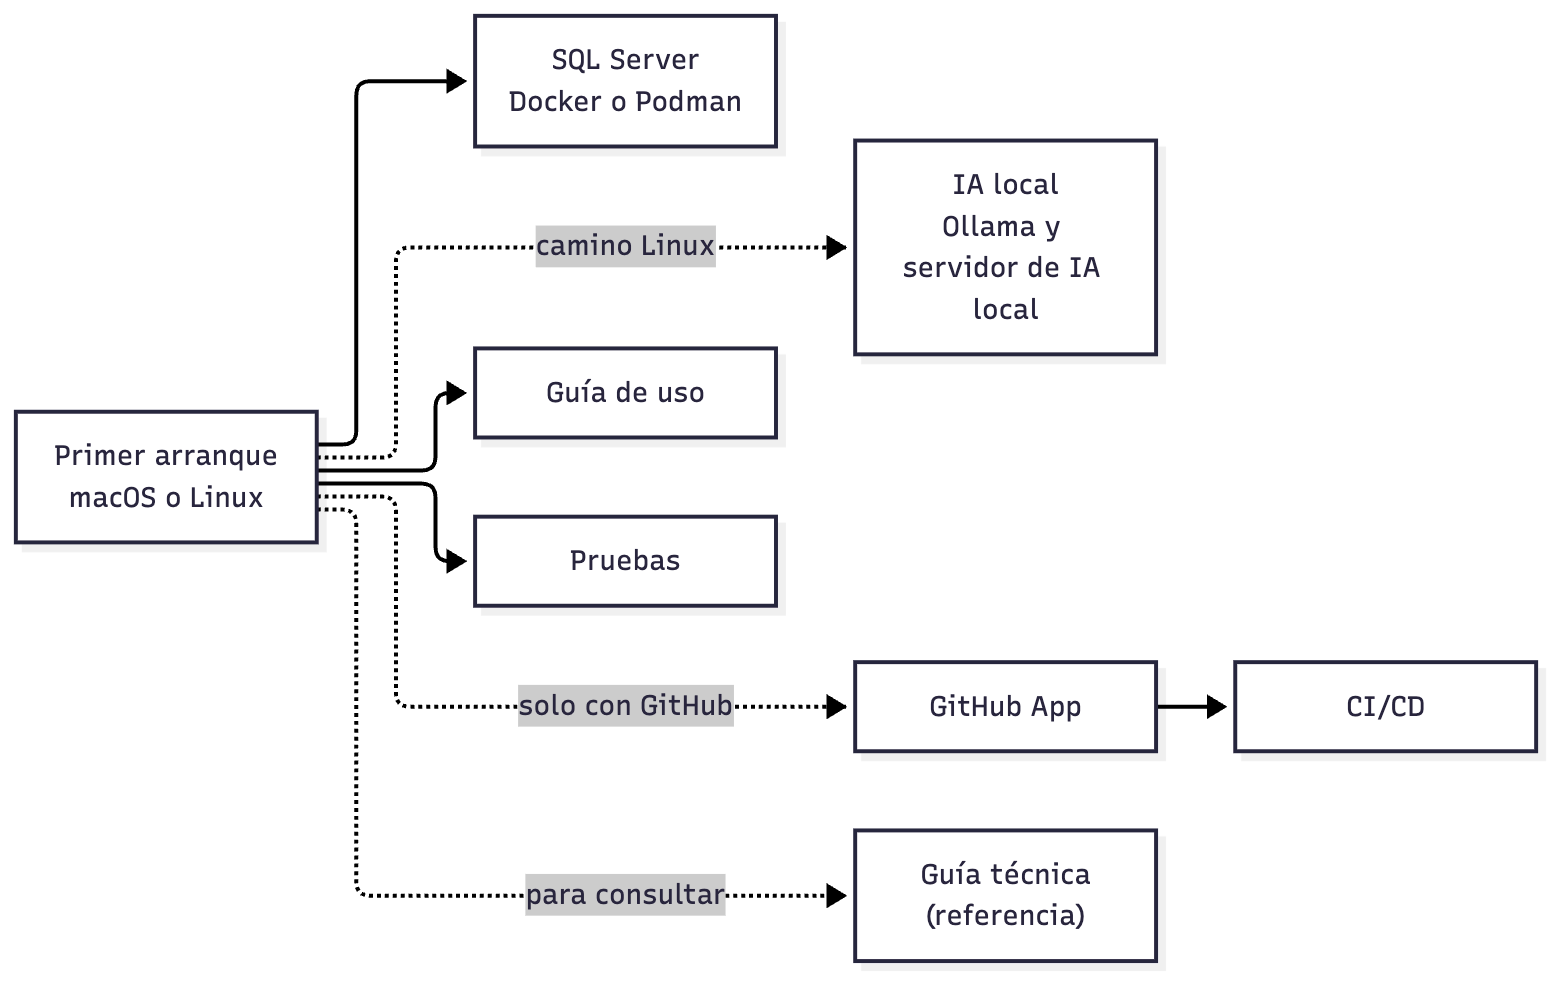 SQL Server
Docker o Podman
camino Linux
IA local
Ollama y
servidor de IA
local
Guía de uso
Primer arranque
macOS o Linux
Pruebas
solo con GitHub
GitHub App
CI/CD
para consultar
Guía técnica
(referencia)